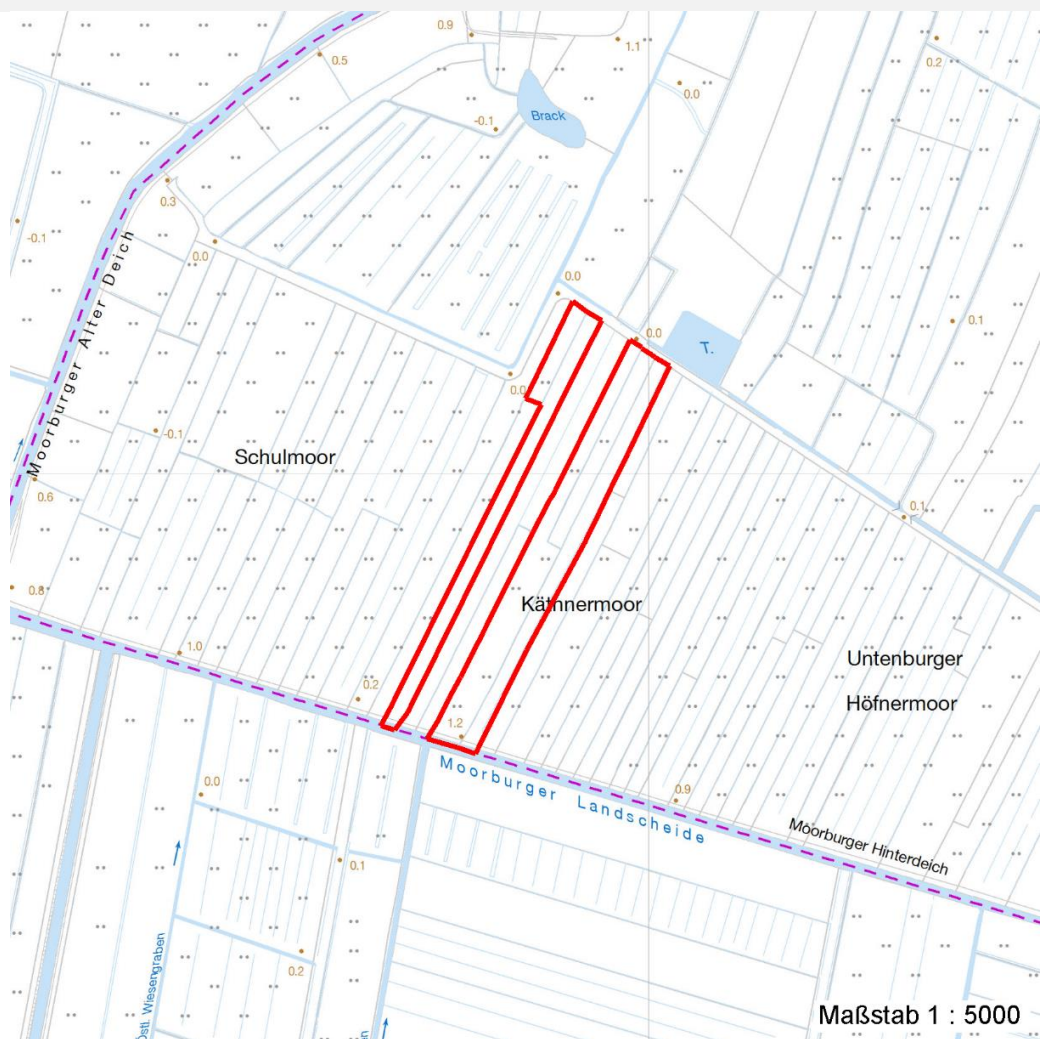 0.9
1.1
0.5
0.2
0.0
-0.1
Brack
0.3
-0.1
0.0
Moorburger Alter Deich
0.0
0.1
0.0
T.
0.0
-0.1
Schulmoor
0.6
0.1
0.8
Käthnermoor
1.0
Untenburger
Höfnermoor
0.2
1.2
Moorburger Landscheide
0.0
0.9
Moorburger Hinterdeich
0.1
Östl. Wiesengraben
0.2
Maßstab 1 : 5000